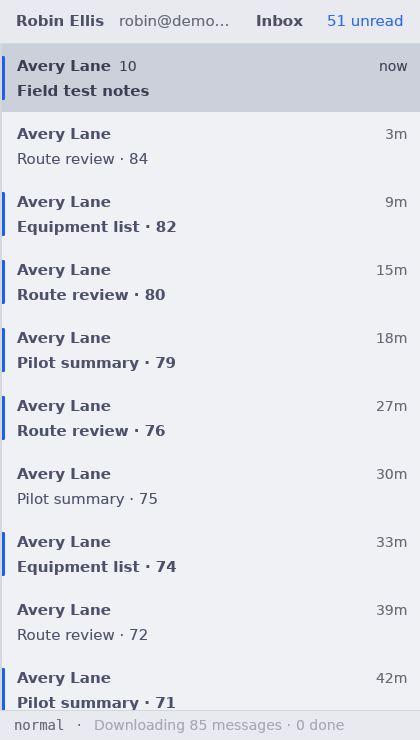 Robin Ellis robin@demo... Inbox 51 unread
Avery Lane 10 now
Field test notes
Avery Lane 3m
Route review · 84
Avery Lane 9m
Equipment list · 82
Avery Lane 15m
Route review · 80
Avery Lane 18m
Pilot summary · 79
Avery Lane 27m
Route review · 76
Avery Lane 30m
Pilot summary · 75
Avery Lane 33m
Equipment list · 74
Avery Lane 39m
Route review · 72
Avery Lane 42m
Pilot summary · 71
normal · Downloading 85 messages · 0 done